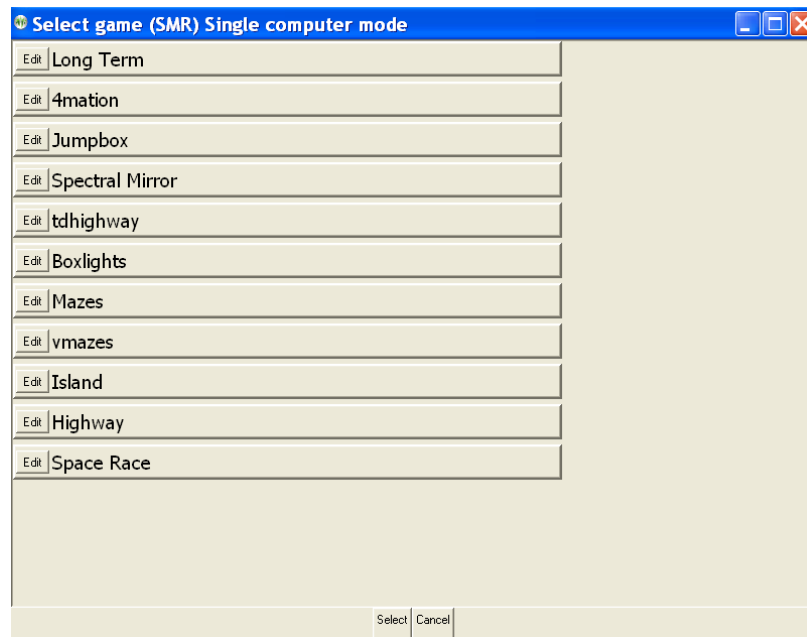 Select game (SMR) Single computer mode
Edit Long Term
Edit 4mation
Edit Jumpbox
Edit Spectral Mirror
Edit tdhighway
Edit Boxlights
Edit Mazes
Edit vmazes
Edit Island
Edit Highway
Edit Space Race
Select Cancel